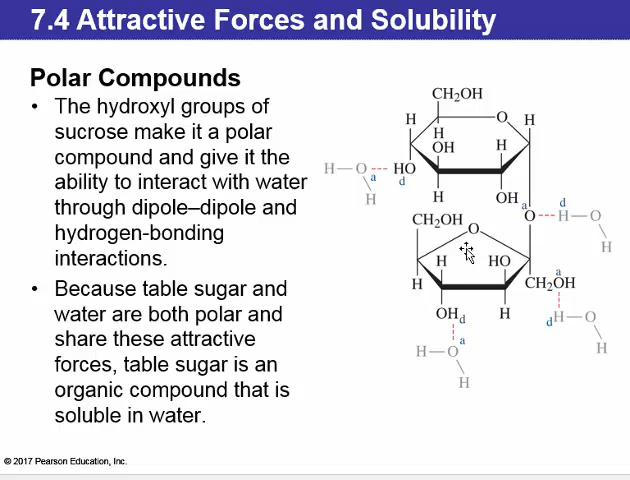 7.4 Attractive Forces and Solubility
Polar Compounds
• The hydroxyl groups of
sucrose make it a polar
compound and give it the
ability to interact with water
through dipole–dipole and
hydrogen-bonding
interactions.
• Because table sugar and
water are both polar and
share these attractive
forces, table sugar is an
organic compound that is
soluble in water.
CH₂OH
H O H
H
OH H
H—O HO
a d
H H OH a d
O H—O
CH₂OH O
H
H HO a
H CH₂OH
OH d H d H—O
a
H—O H
H
© 2017 Pearson Education, Inc.